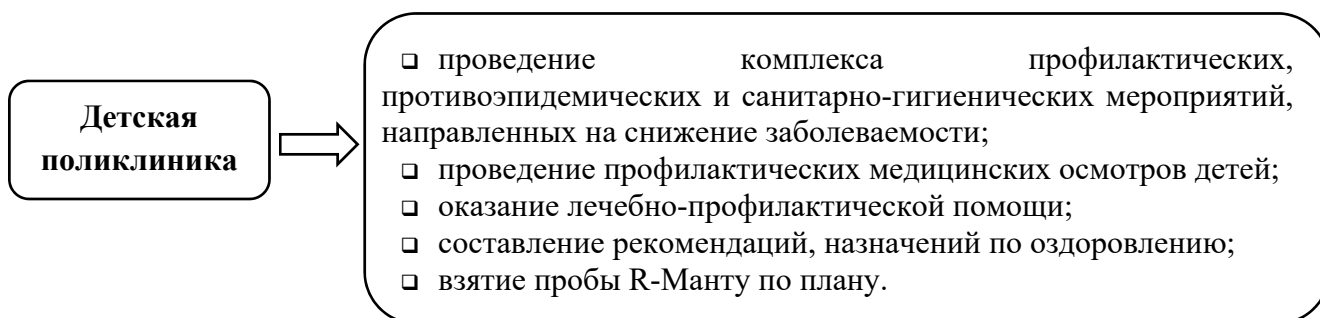 Детская
поликлиника
❑ проведение комплекса профилактических,
противоэпидемических и санитарно-гигиенических мероприятий,
направленных на снижение заболеваемости;
❑ проведение профилактических медицинских осмотров детей;
❑ оказание лечебно-профилактической помощи;
❑ составление рекомендаций, назначений по оздоровлению;
❑ взятие пробы R-Манту по плану.